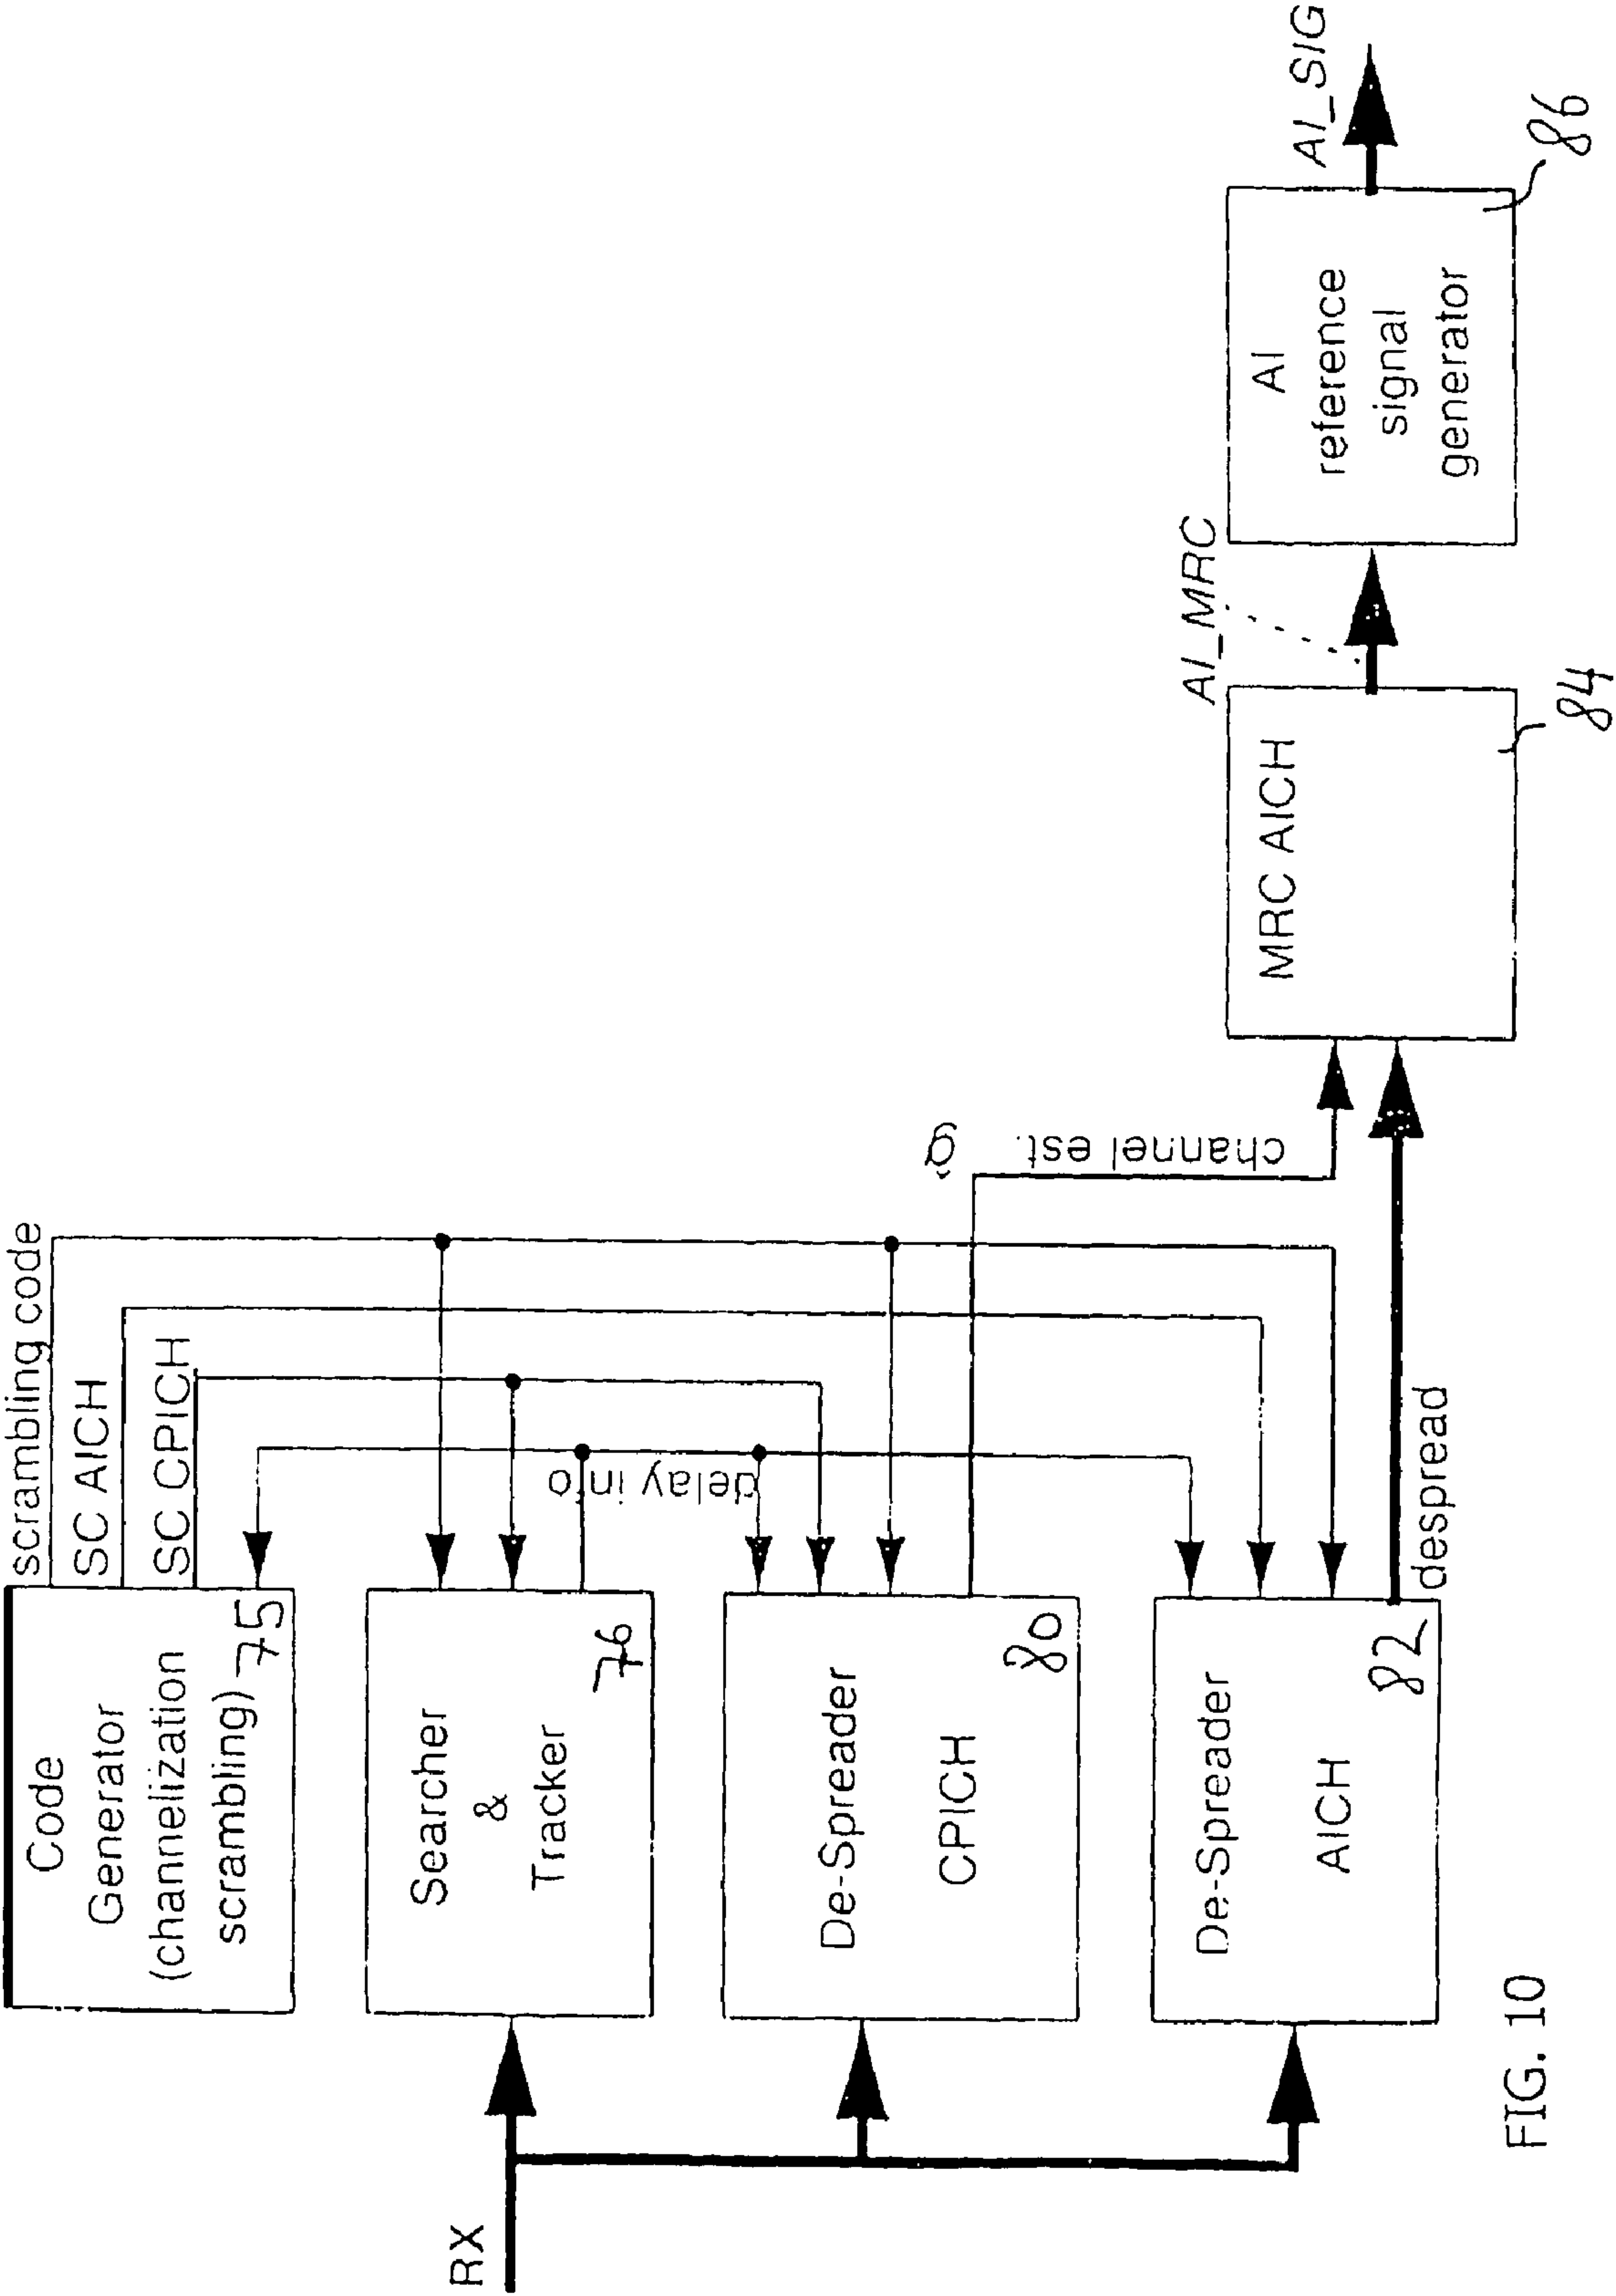 RX
Code
Generator
(channelization
scrambling)
75
scrambling code
SC AICH
SC CPICH
Searcher
&
Tracker
76
delay info
De-Spreader
CPICH
80
channel est. ĝ
De-Spreader
AICH
82
despread
MRC AICH
84
AI_MRC
AI
reference
signal
generator
86
AI_SIG
FIG. 10